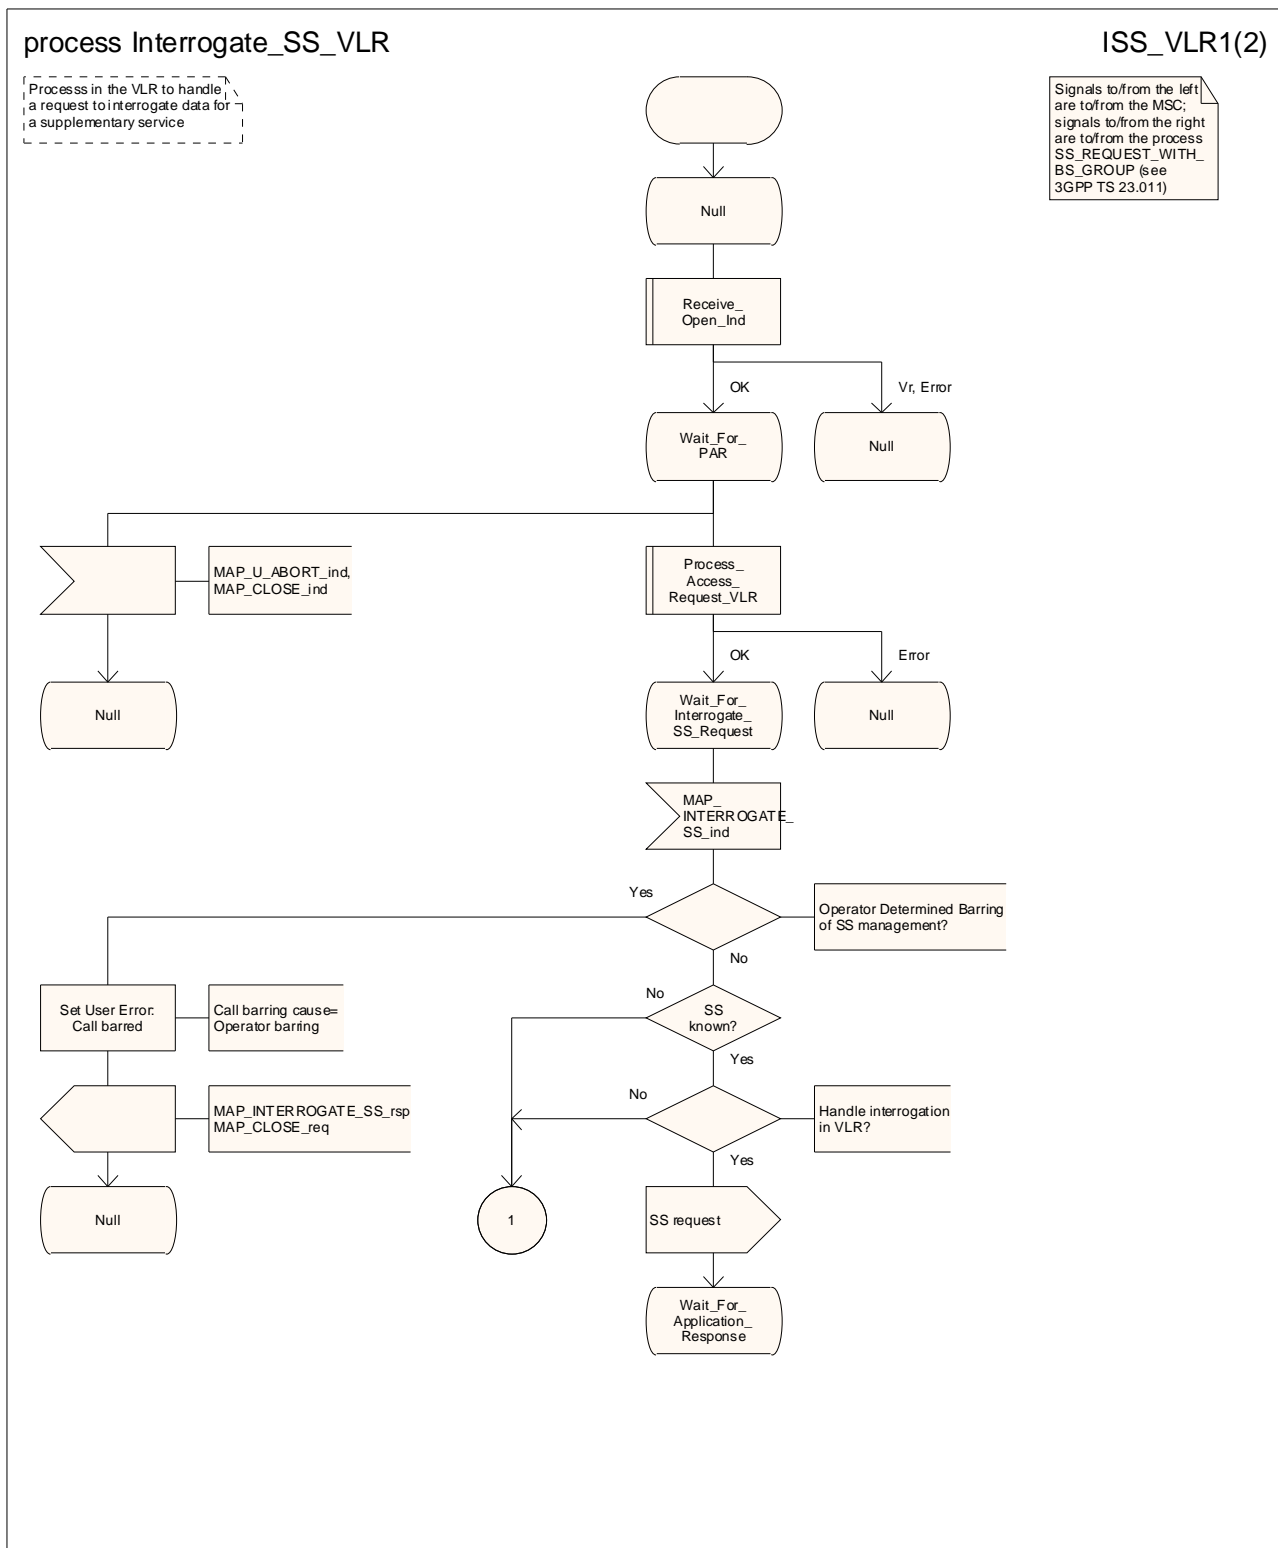 process Interrogate_SS_VLR
ISS_VLR1(2)
Processs in the VLR to handle
a request to interrogate data for
a supplementary service
Signals to/from the left
are to/from the MSC;
signals to/from the right
are to/from the process
SS_REQUEST_WITH_
BS_GROUP (see
3GPP TS 23.011)
Null
Receive_
Open_Ind
OK
Vr, Error
Wait_For_
PAR
Null
MAP_U_ABORT_ind,
MAP_CLOSE_ind
Process_
Access_
Request_VLR
OK
Error
Null
Wait_For_
Interrogate_
SS_Request
Null
MAP_
INTERROGATE_
SS_ind
Yes
Operator Determined Barring
of SS management?
No
Set User Error:
Call barred
Call barring cause=
Operator barring
No
SS
known?
Yes
MAP_INTERROGATE_SS_rsp
MAP_CLOSE_req
No
Handle interrogation
in VLR?
Yes
Null
1
SS request
Wait_For_
Application_
Response